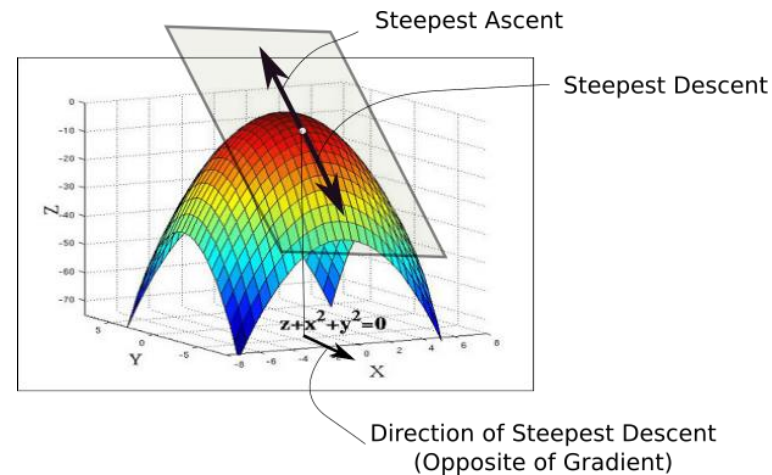 Steepest Ascent
Steepest Descent
0
-10
-20
-30
-40
-50
-60
-70
Z
5
0
-5
Y
-8
-6
-4
-2
0
2
4
6
8
X
z+x²+y²=0
Direction of Steepest Descent
(Opposite of Gradient)